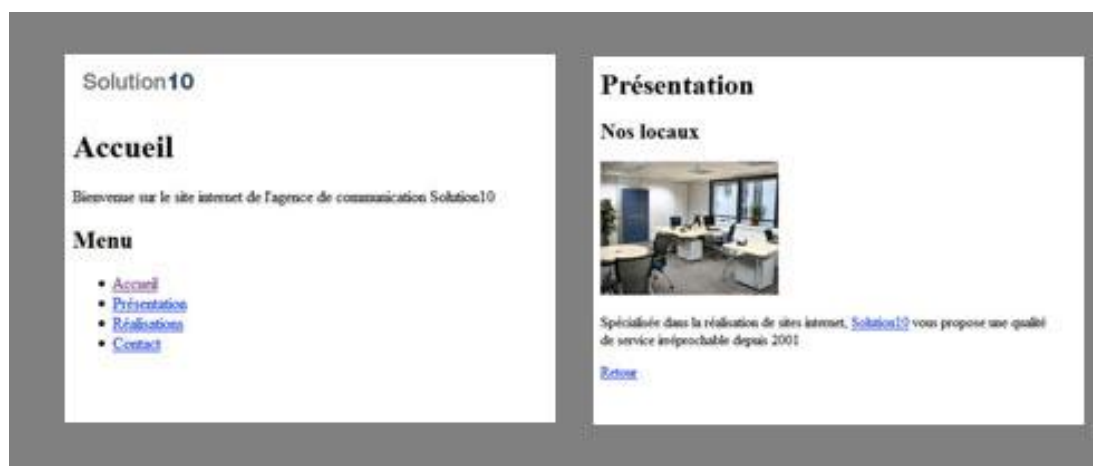 Solution10
Accueil
Bienvenue sur le site internet de l'agence de communication Solution10
Menu
Accueil
Présentation
Réalisations
Contact
Présentation
Nos locaux
Spécialisée dans la réalisation de sites internet, Solution10 vous propose une qualité
de service irréprochable depuis 2001
Retour